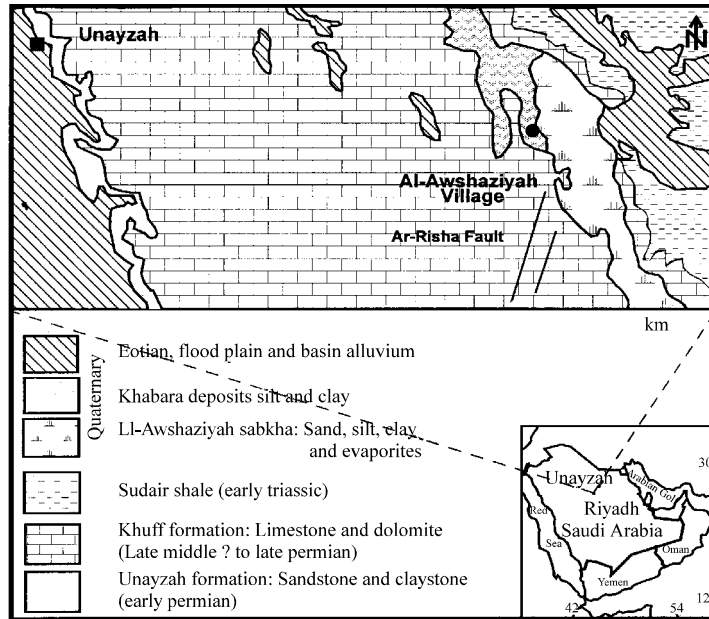 Unayzah
N
Al-Awshaziyah
Village
Ar-Risha Fault
km
Quaternary
Eotian, flood plain and basin alluvium
Khabara deposits silt and clay
Ll-Awshaziyah sabkha: Sand, silt, clay
and evaporites
Sudair shale (early triassic)
Khuff formation: Limestone and dolomite
(Late middle ? to late permian)
Unayzah formation: Sandstone and claystone
(early permian)
30
Unayzah
Arabian Golf
Riyadh
Red
Sea
Saudi Arabia
Oman
Yemen
12
42
54